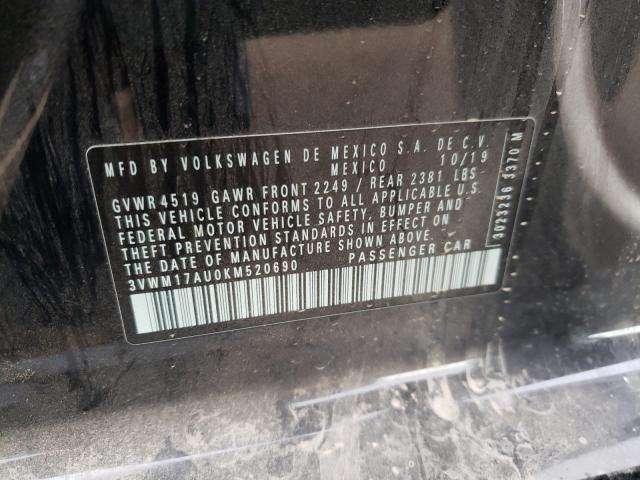 MFD BY VOLKSWAGEN DE MEXICO S.A. DE C.V.
MEXICO 10/19
GVWR4519 GAWR FRONT 2249 / REAR 2381 LBS-
THIS VEHICLE CONFORMS TO ALL APPLICABLE
FEDERAL MOTOR VEHICLE SAFETY, BUMPER AND
THEFT PREVENTION STANDARDS IN EFFECT ON
THE DATE OF MANUFACTURE SHOWN ABOVE.
3VWM17AU0KM520690 PASSENGER CAR
3023236 3370 M